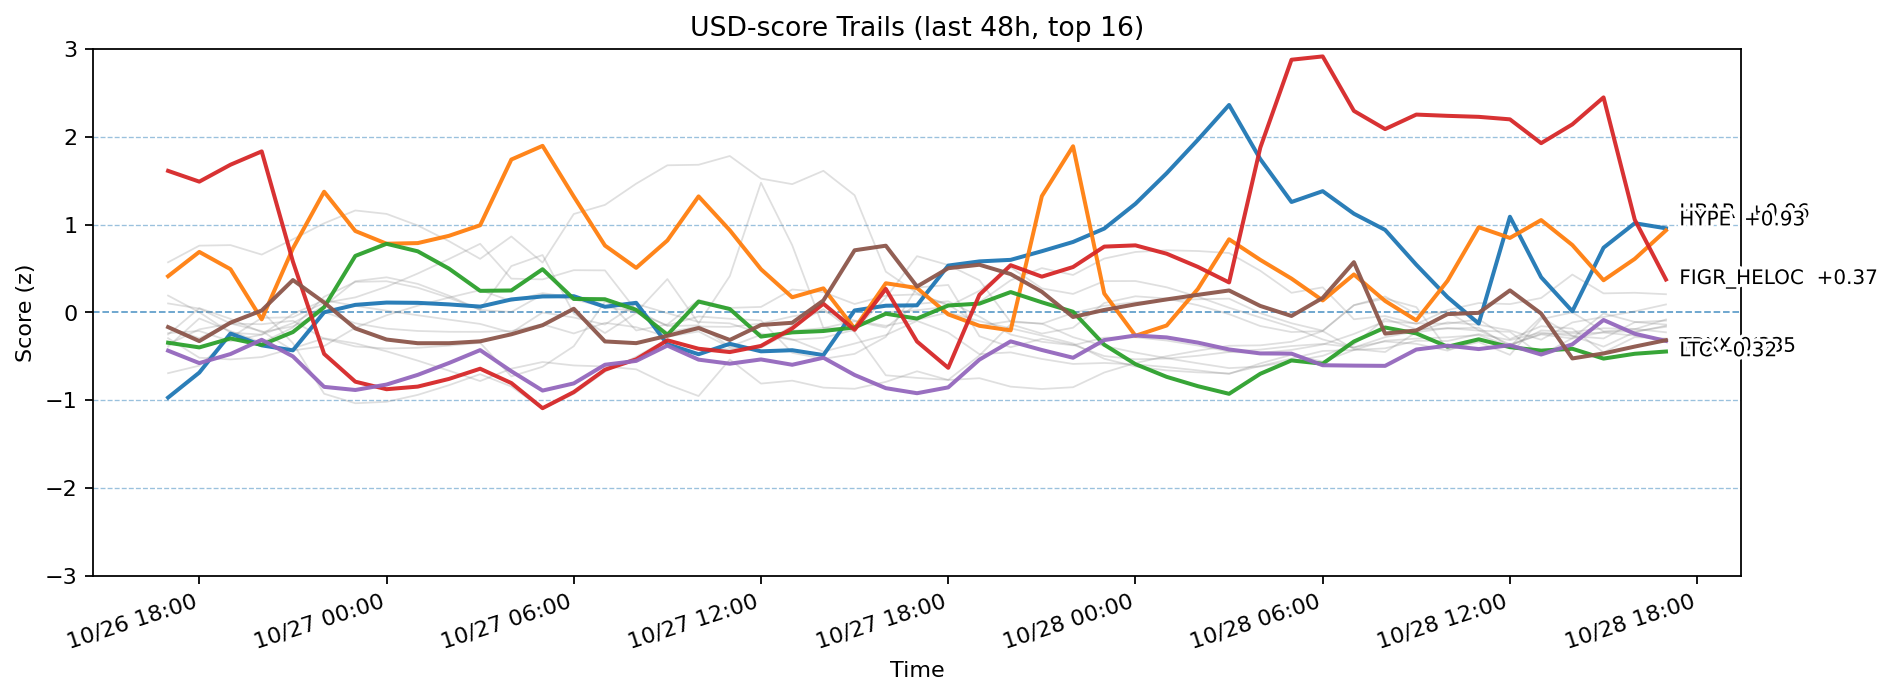 USD-score Trails (last 48h, top 16)
Score (z)
3
2
1
0
−1
−2
−3
HYPE +0.93
FIGR_HELOC +0.37
LTC −0.32
10/26 18:00
10/27 00:00
10/27 06:00
10/27 12:00
10/27 18:00
10/28 00:00
10/28 06:00
10/28 12:00
10/28 18:00
Time